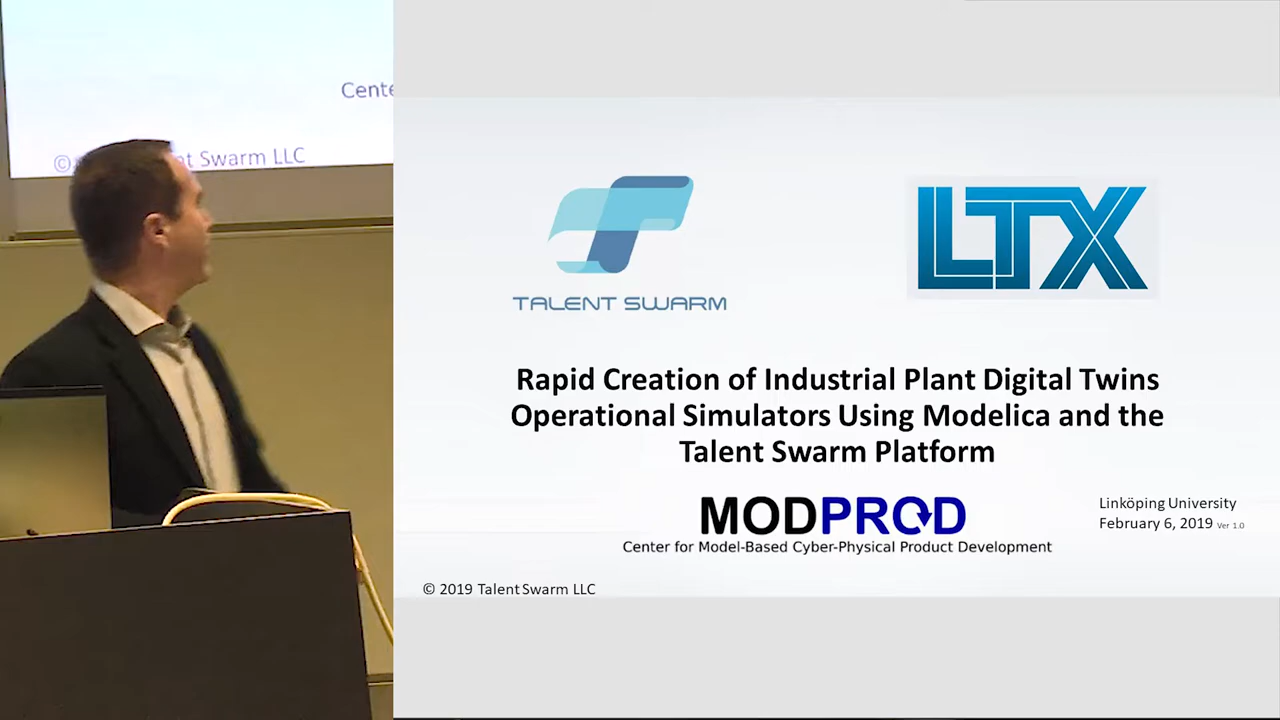 Cente
© nt Swarm LLC
TALENT SWARM
LTX
Rapid Creation of Industrial Plant Digital Twins
Operational Simulators Using Modelica and the
Talent Swarm Platform
MODPROD
Center for Model-Based Cyber-Physical Product Development
Linköping University
February 6, 2019 Ver 1.0
© 2019 Talent Swarm LLC